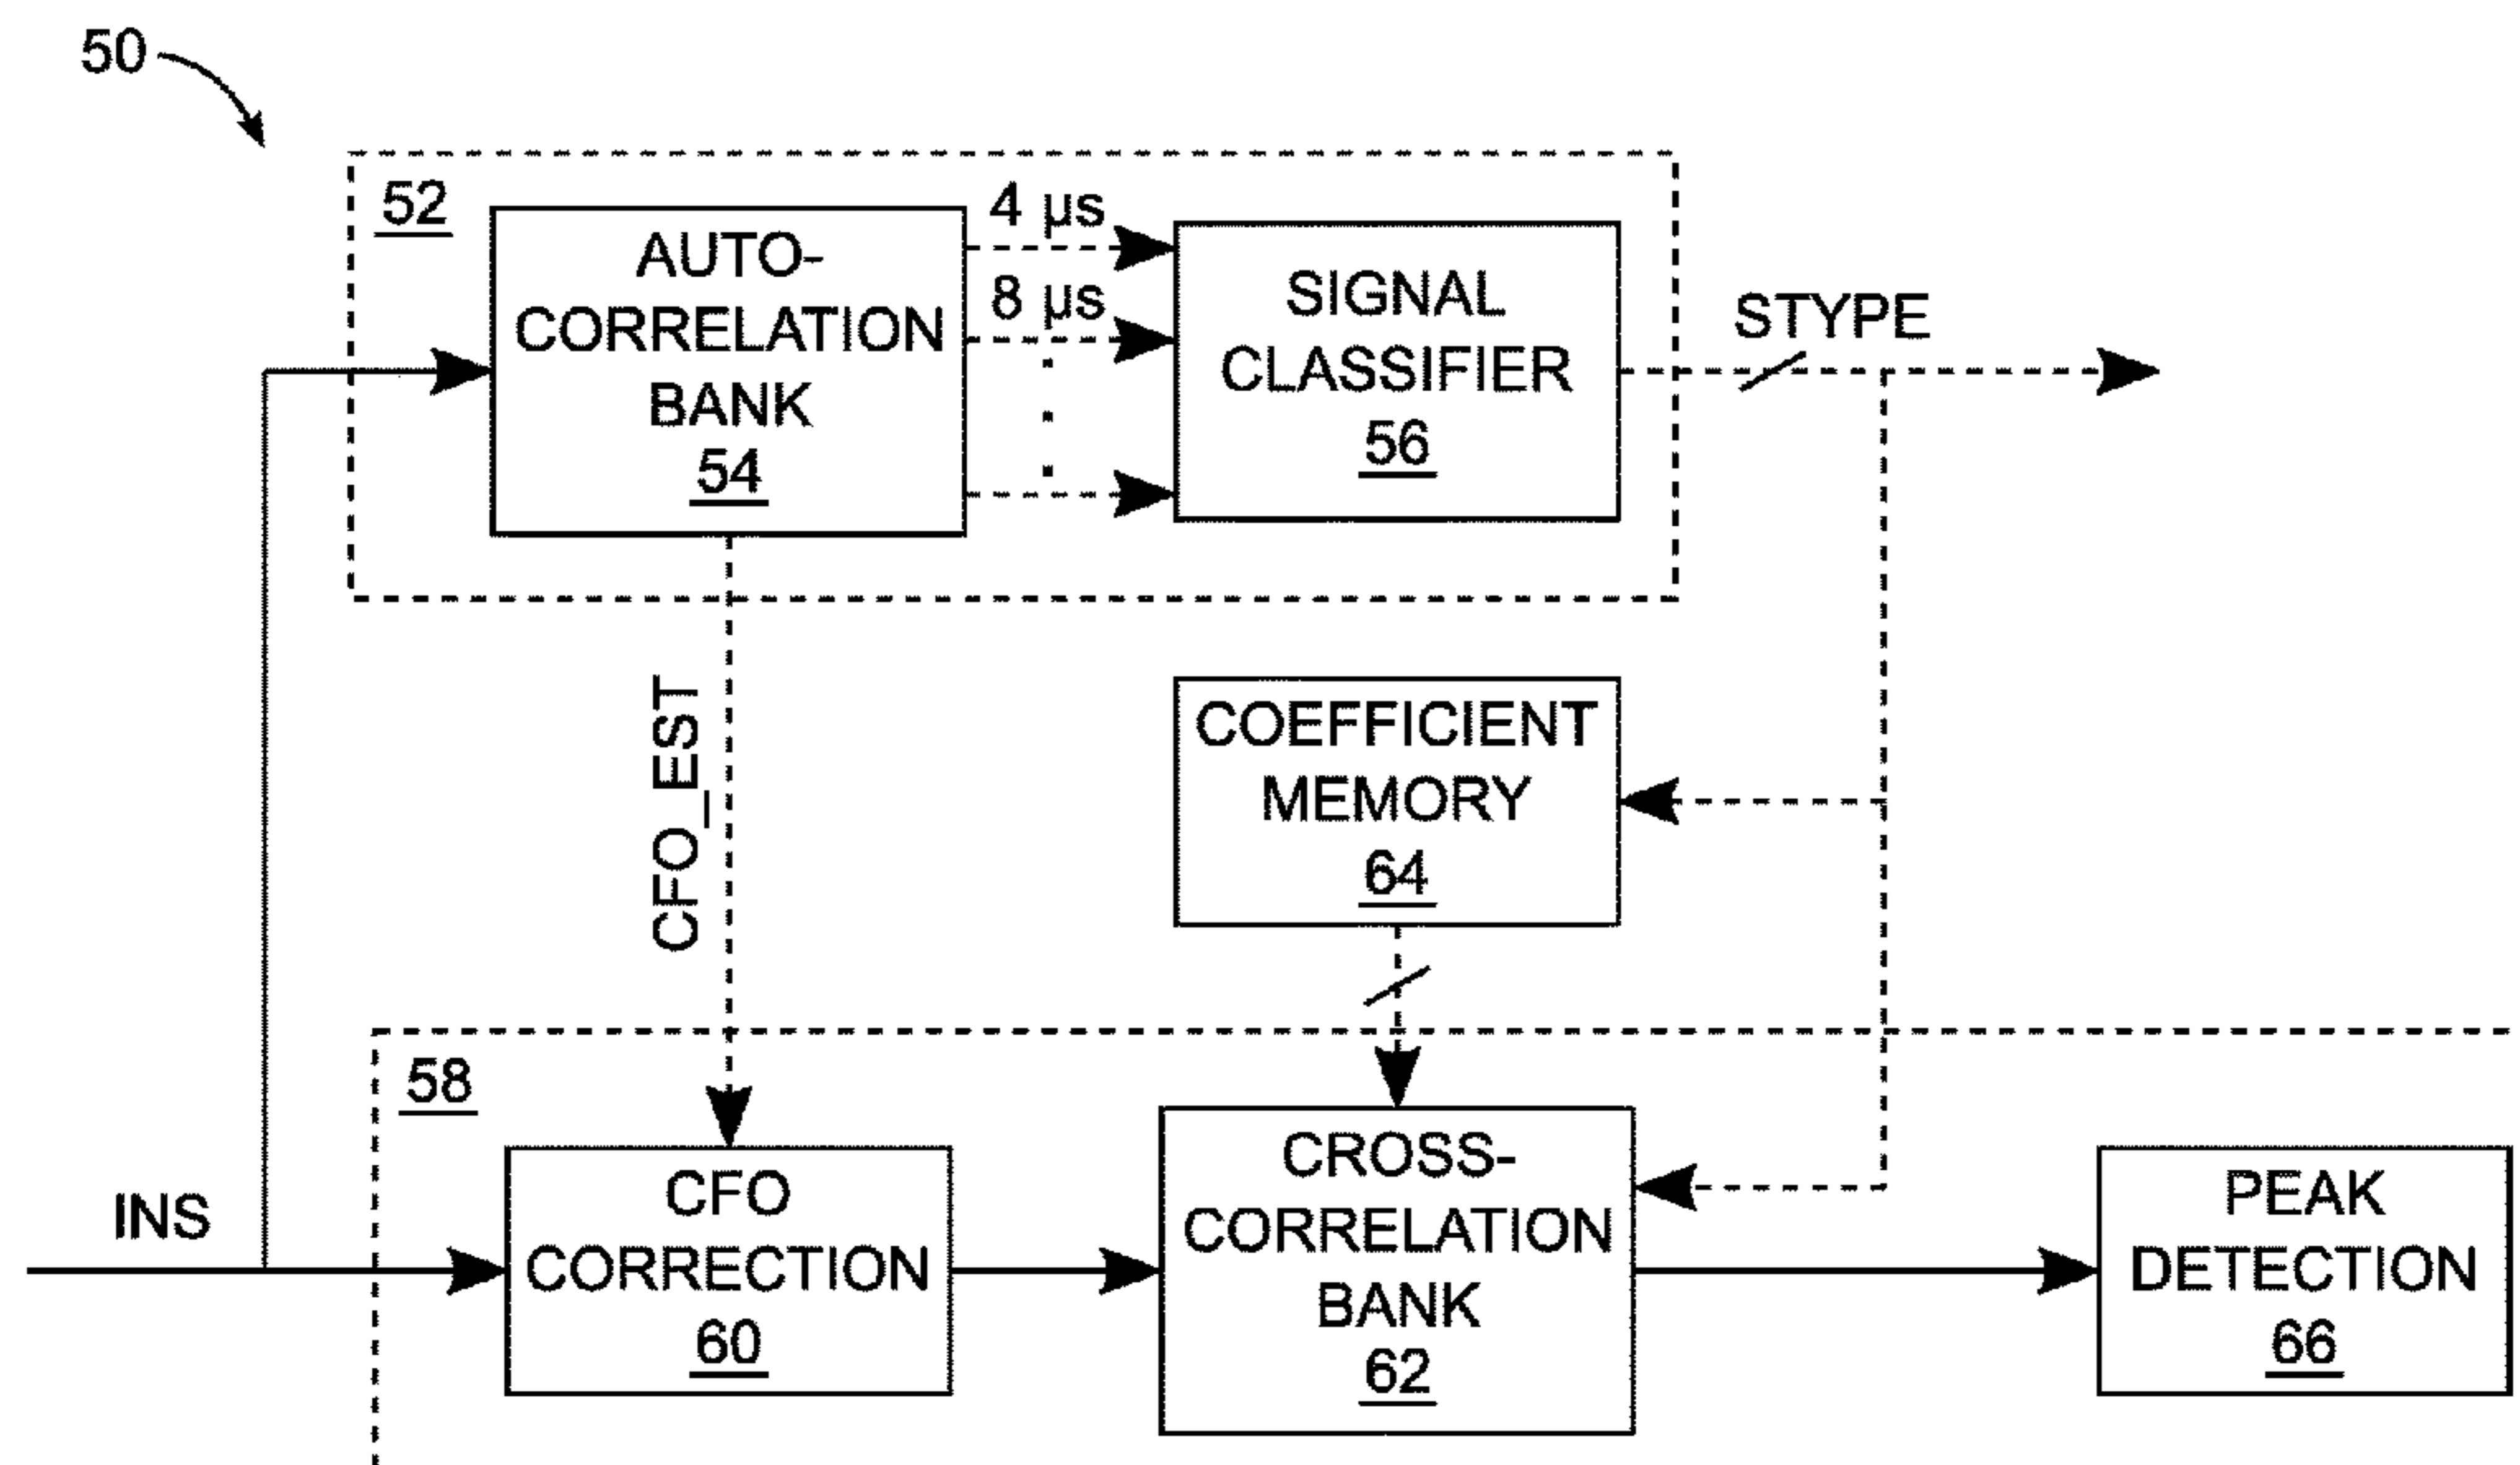 50
52
AUTO-
CORRELATION
BANK
54
4 µs
8 µs
SIGNAL
CLASSIFIER
56
STYPE
CFO_EST
COEFFICIENT
MEMORY
64
58
INS
CFO
CORRECTION
60
CROSS-
CORRELATION
BANK
62
PEAK
DETECTION
66